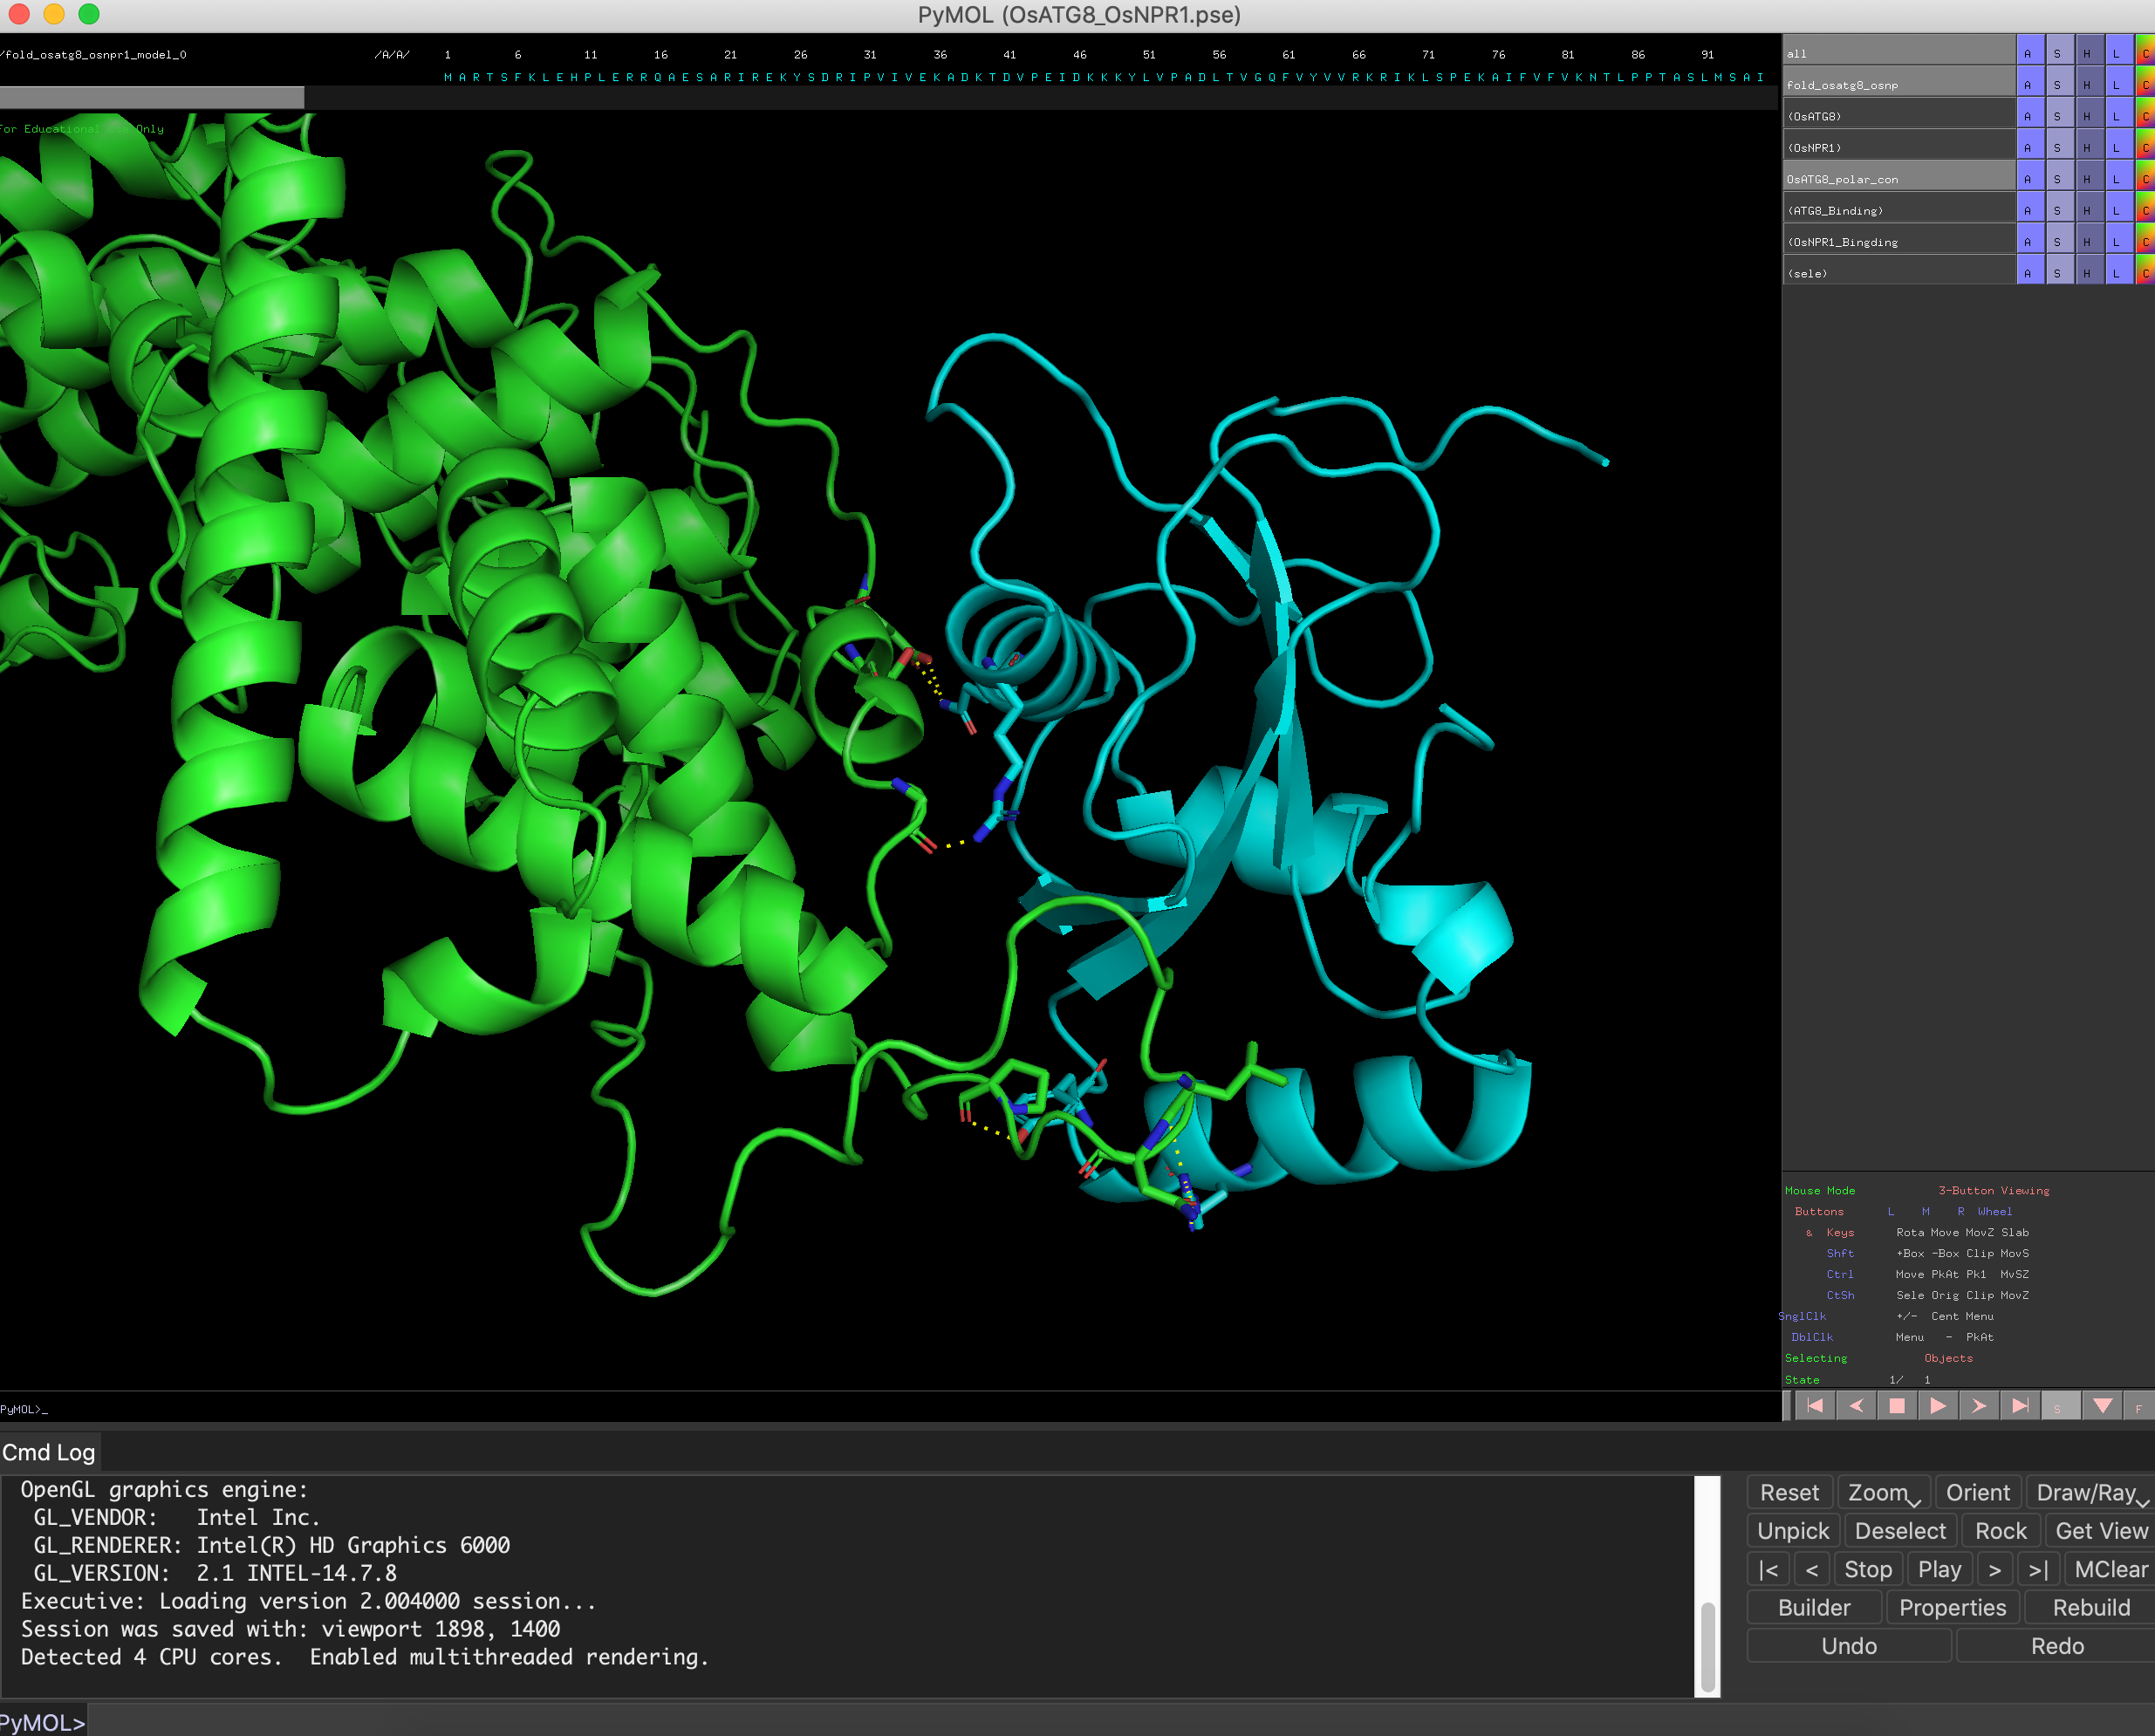 PyMOL (OsATG8_OsNPR1.pse)
/fold_osatg8_osnpr1_model_0 /A/A/ 1 6 11 16 21 26 31 36 41 46 51 56 61 66 71 76 81 86 91
M A R T S F K L E H P L E R R Q A E S A R I R E K Y S D R I P V I V E K A D K T D V P E I D K K K Y L V P A D L T V G Q F V Y V V R K R I K L S P E K A I F V F V K N T L P P T A S L M S A I
For Educational Use Only
all A S H L C
fold_osatg8_osnp A S H L C
(OsATG8) A S H L C
(OsNPR1) A S H L C
OsATG8_polar_con A S H L C
(ATG8_Binding) A S H L C
(OsNPR1_Bingding A S H L C
(sele) A S H L C
Mouse Mode 3-Button Viewing
Buttons L M R Wheel
& Keys Rota Move MovZ Slab
Shft +Box -Box Clip MovS
Ctrl Move PkAt Pk1 MvSZ
CtSh Sele Orig Clip MovZ
SnglClk +/- Cent Menu
DblClk Menu - PkAt
Selecting Objects
State 1/ 1
PyMOL>_
S F
Cmd Log
OpenGL graphics engine:
GL_VENDOR: Intel Inc.
GL_RENDERER: Intel(R) HD Graphics 6000
GL_VERSION: 2.1 INTEL-14.7.8
Executive: Loading version 2.004000 session...
Session was saved with: viewport 1898, 1400
Detected 4 CPU cores. Enabled multithreaded rendering.
Reset Zoom Orient Draw/Ray
Unpick Deselect Rock Get View
|< < Stop Play > >| MClear
Builder Properties Rebuild
Undo Redo
PyMOL>